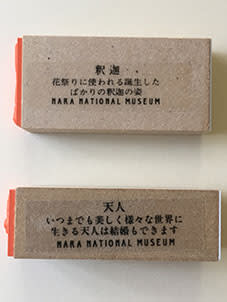 釈迦
花祭りに使われる誕生した
ばかりの釈迦の姿
NARA NATIONAL MUSEUM
天人
いつまでも美しく様々な世界に
生きる天人は結婚もできます
NARA NATIONAL MUSEUM